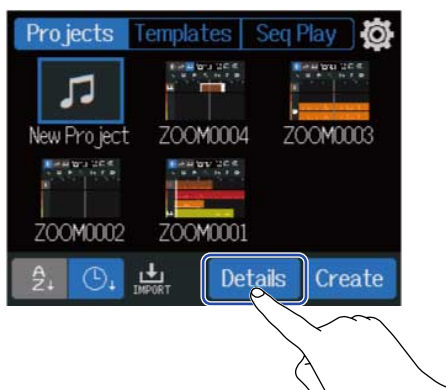 Projects Templates Seq Play
New Project ZOOM0004 ZOOM0003
ZOOM0002 ZOOM0001
A
Z
IMPORT
Details Create